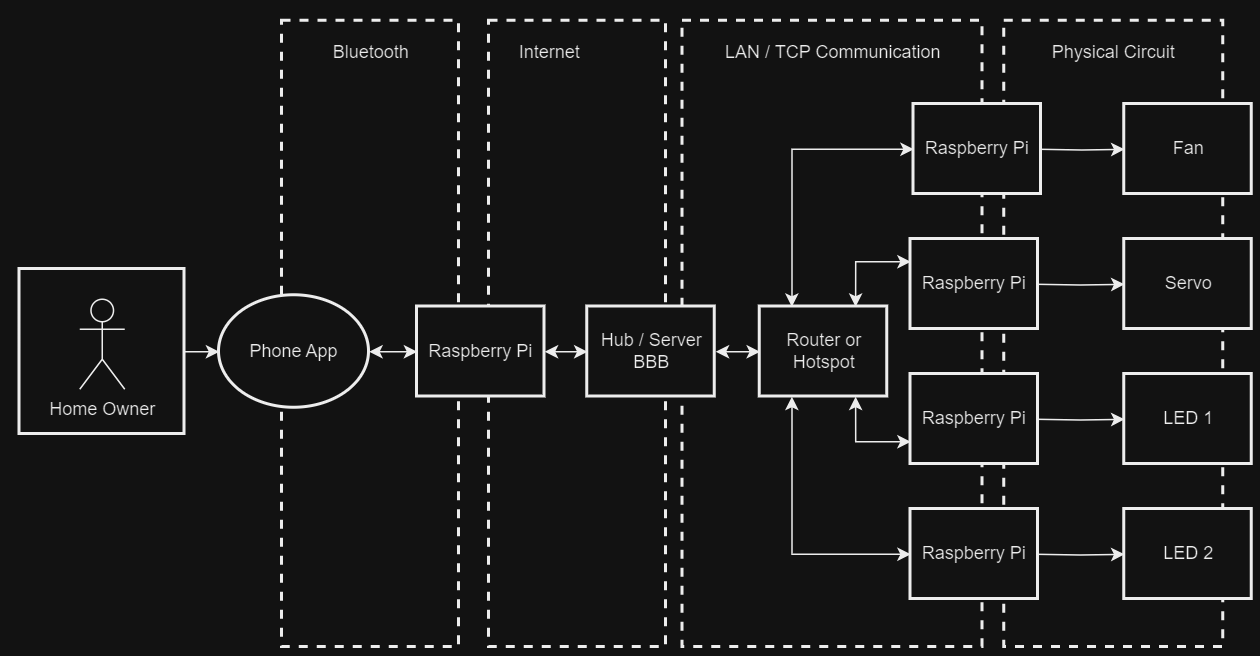 Bluetooth
Internet
LAN / TCP Communication
Physical Circuit
Home Owner
Phone App
Raspberry Pi
Hub / Server
BBB
Router or
Hotspot
Raspberry Pi
Fan
Raspberry Pi
Servo
Raspberry Pi
LED 1
Raspberry Pi
LED 2